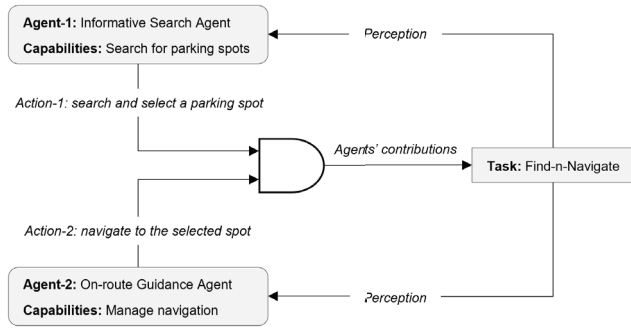 Agent-1: Informative Search Agent
Capabilities: Search for parking spots
Perception
Action-1: search and select a parking spot
Agents' contributions
Task: Find-n-Navigate
Action-2: navigate to the selected spot
Agent-2: On-route Guidance Agent
Capabilities: Manage navigation
Perception